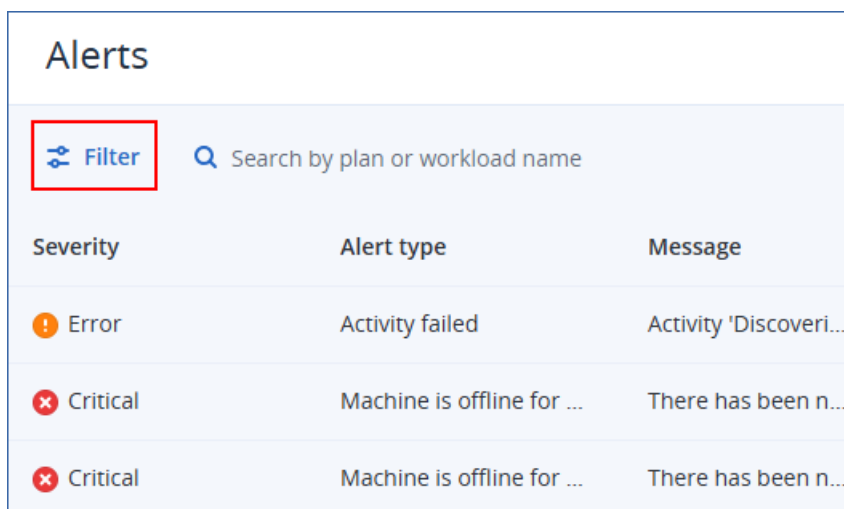 Alerts
Filter Search by plan or workload name
Severity Alert type Message
Error Activity failed Activity 'Discoveri...
Critical Machine is offline for ... There has been n...
Critical Machine is offline for ... There has been n...